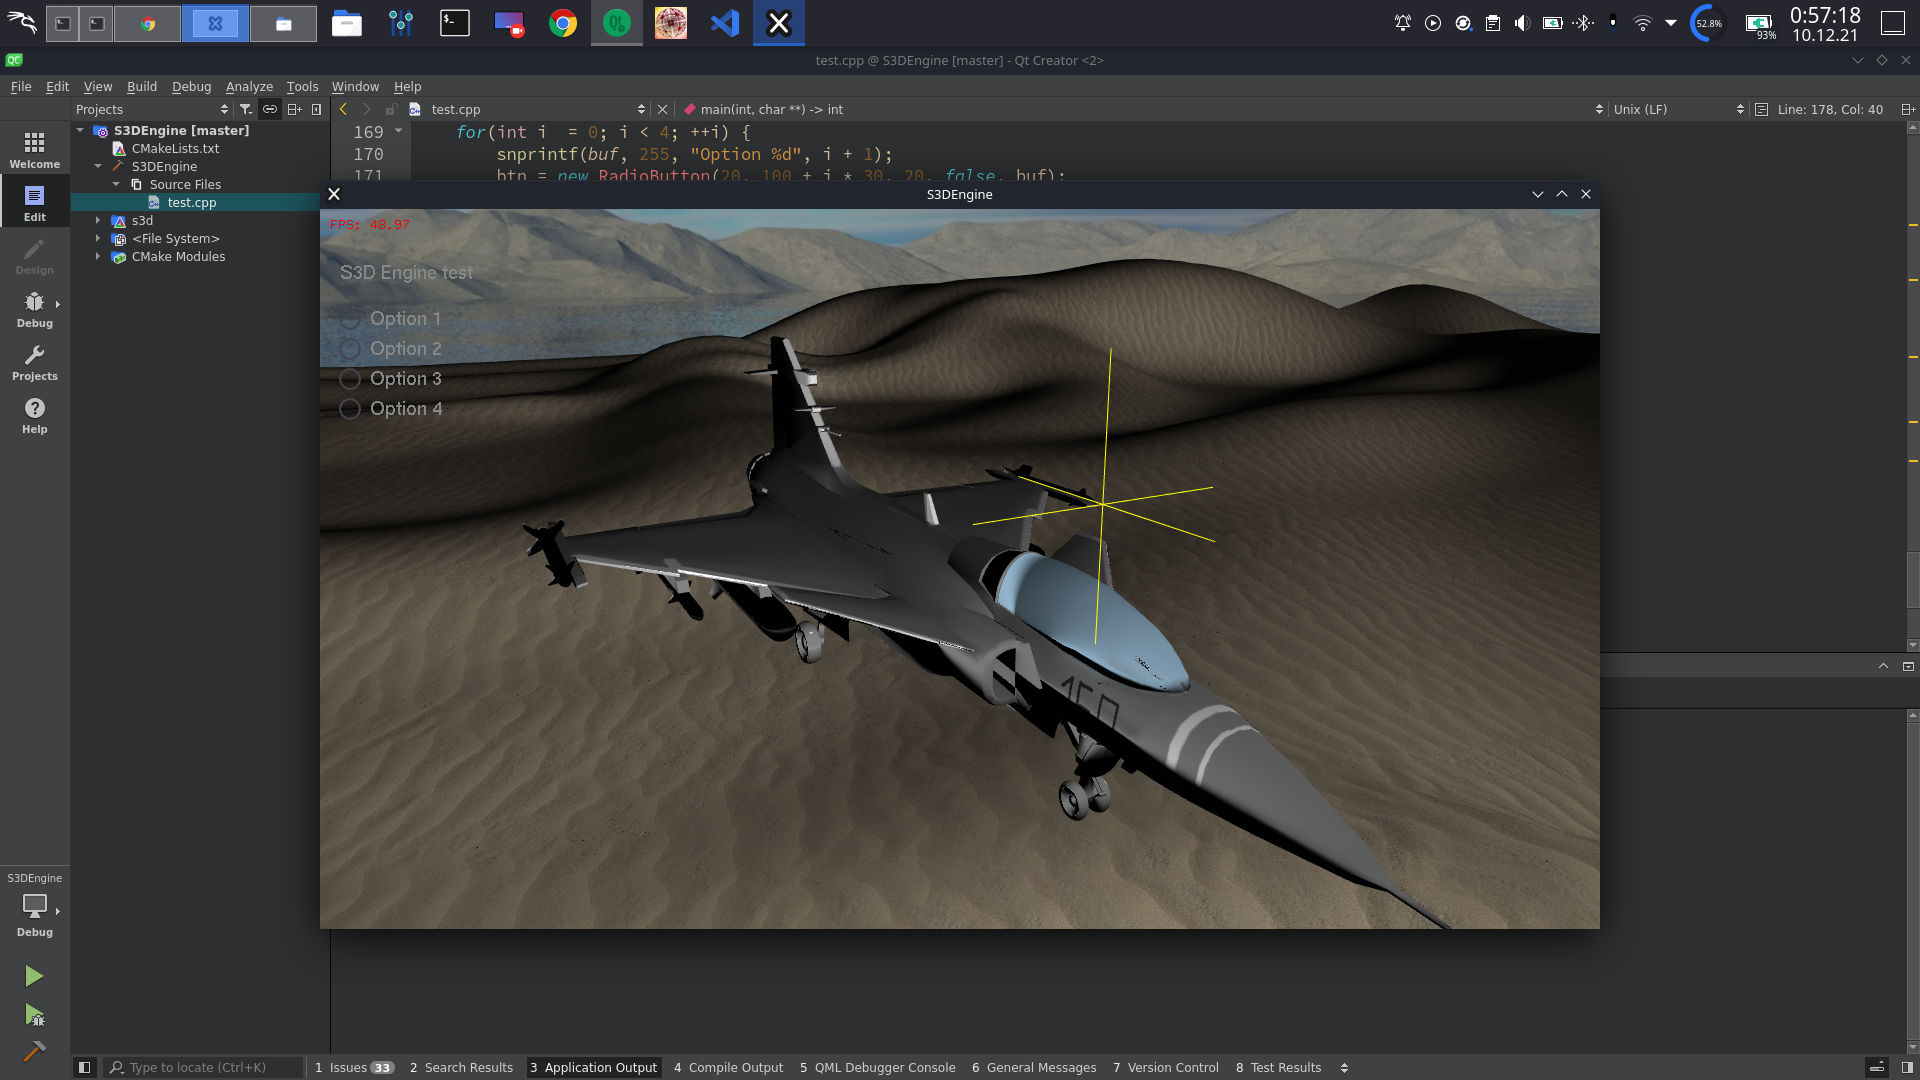 52.8%
93%
0:57:18
10.12.21
QC
test.cpp @ S3DEngine [master] - Qt Creator <2>
File Edit View Build Debug Analyze Tools Window Help
Projects
test.cpp
main(int, char **) -> int
Unix (LF)
Line: 178, Col: 40
Welcome
Edit
Design
Debug
Projects
Help
S3DEngine [master]
CMakeLists.txt
S3DEngine
Source Files
test.cpp
s3d
<File System>
CMake Modules
169 for(int i = 0; i < 4; ++i) {
170 snprintf(buf, 255, "Option %d", i + 1);
171 btn = new RadioButton(20, 100 + i * 30, 20, false, buf);
S3DEngine
FPS: 48.97
S3D Engine test
Option 1
Option 2
Option 3
Option 4
S3DEngine
Debug
Type to locate (Ctrl+K)
1 Issues 33
2 Search Results
3 Application Output
4 Compile Output
5 QML Debugger Console
6 General Messages
7 Version Control
8 Test Results